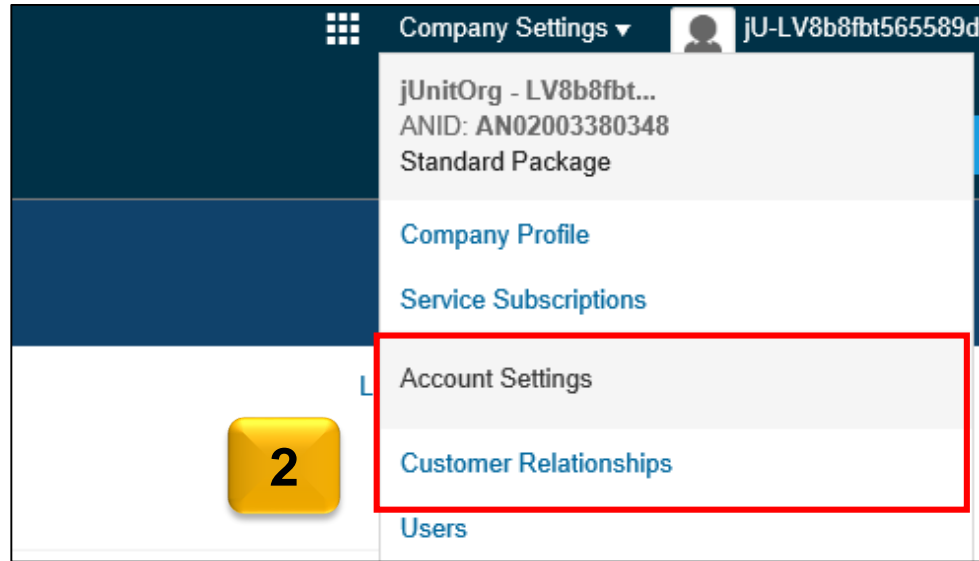 Company Settings ▾ jU-LV8b8fbt565589d
jUnitOrg - LV8b8fbt...
ANID: AN02003380348
Standard Package
Company Profile
Service Subscriptions
L
Account Settings
2
Customer Relationships
Users